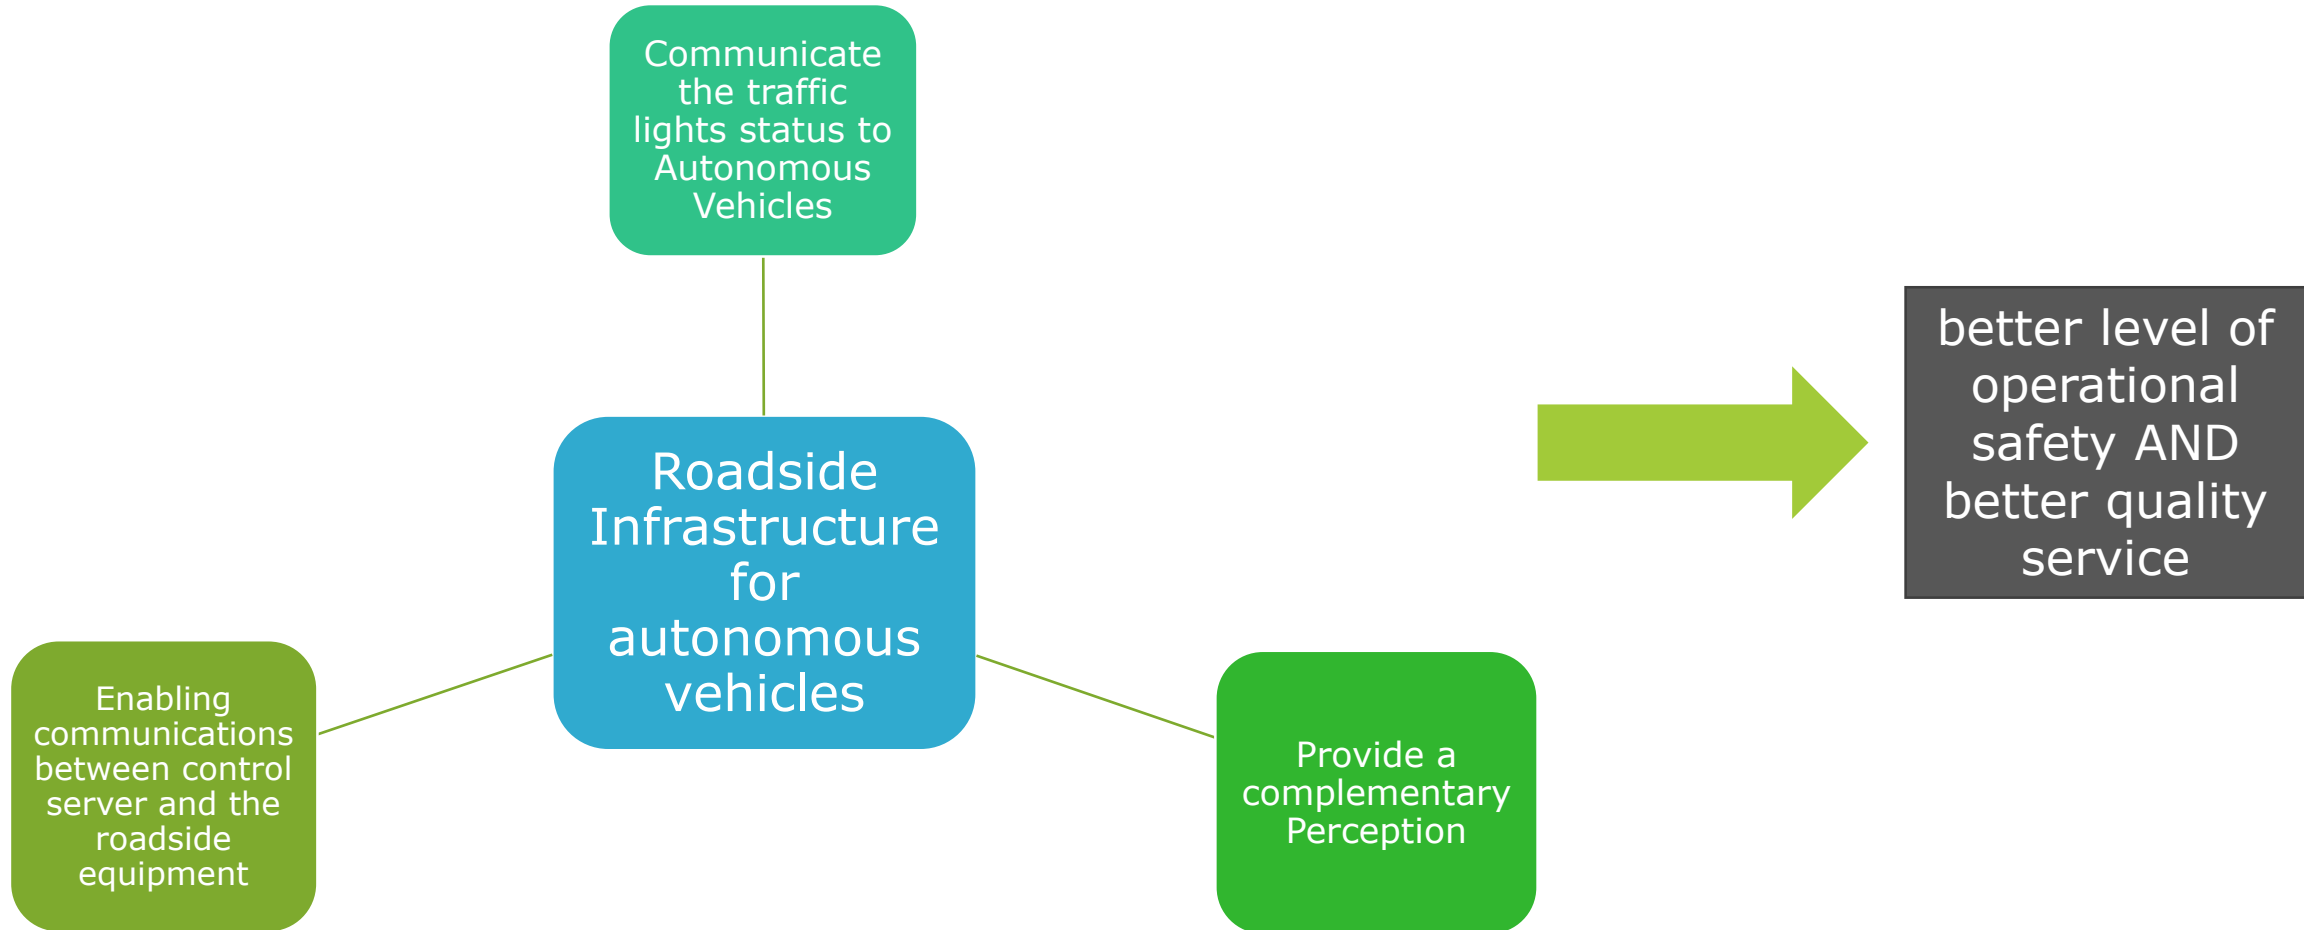 Communicate
the traffic
lights status to
Autonomous
Vehicles
Roadside
Infrastructure
for
autonomous
vehicles
Enabling
communications
between control
server and the
roadside
equipment
Provide a
complementary
Perception
better level of
operational
safety AND
better quality
service